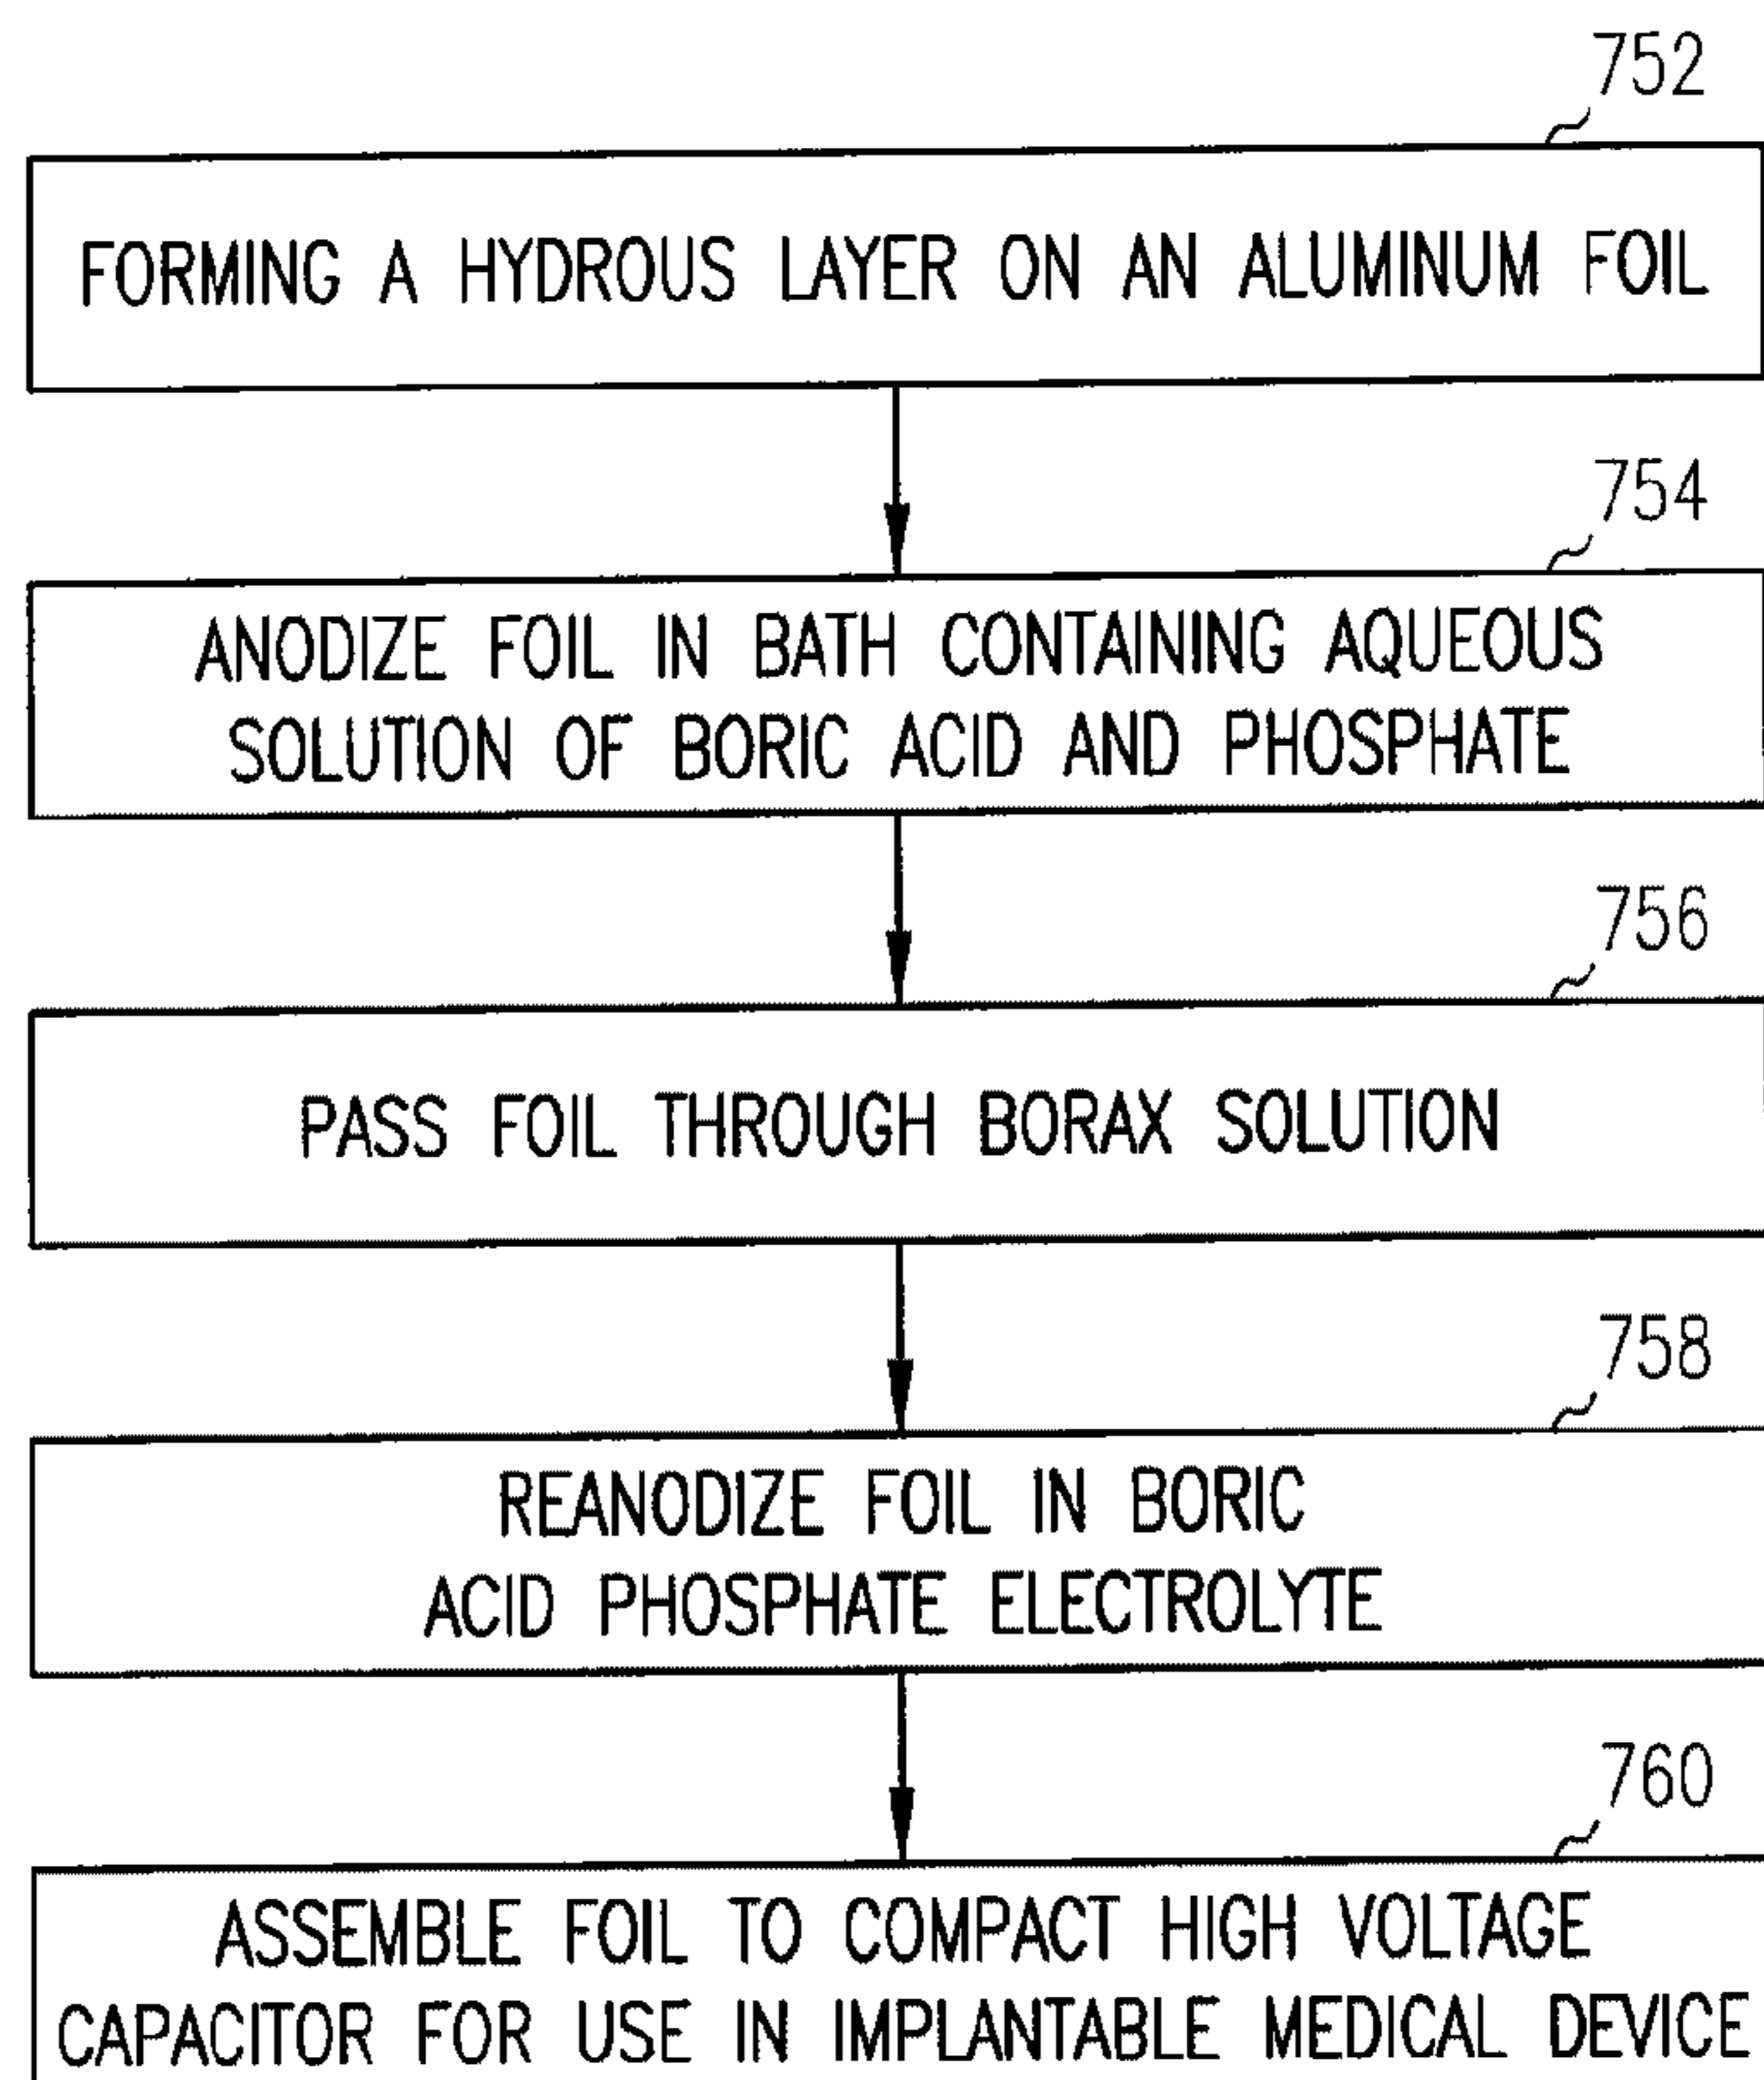 752
FORMING A HYDROUS LAYER ON AN ALUMINUM FOIL
754
ANODIZE FOIL IN BATH CONTAINING AQUEOUS
SOLUTION OF BORIC ACID AND PHOSPHATE
756
PASS FOIL THROUGH BORAX SOLUTION
758
REANODIZE FOIL IN BORIC
ACID PHOSPHATE ELECTROLYTE
760
ASSEMBLE FOIL TO COMPACT HIGH VOLTAGE
CAPACITOR FOR USE IN IMPLANTABLE MEDICAL DEVICE